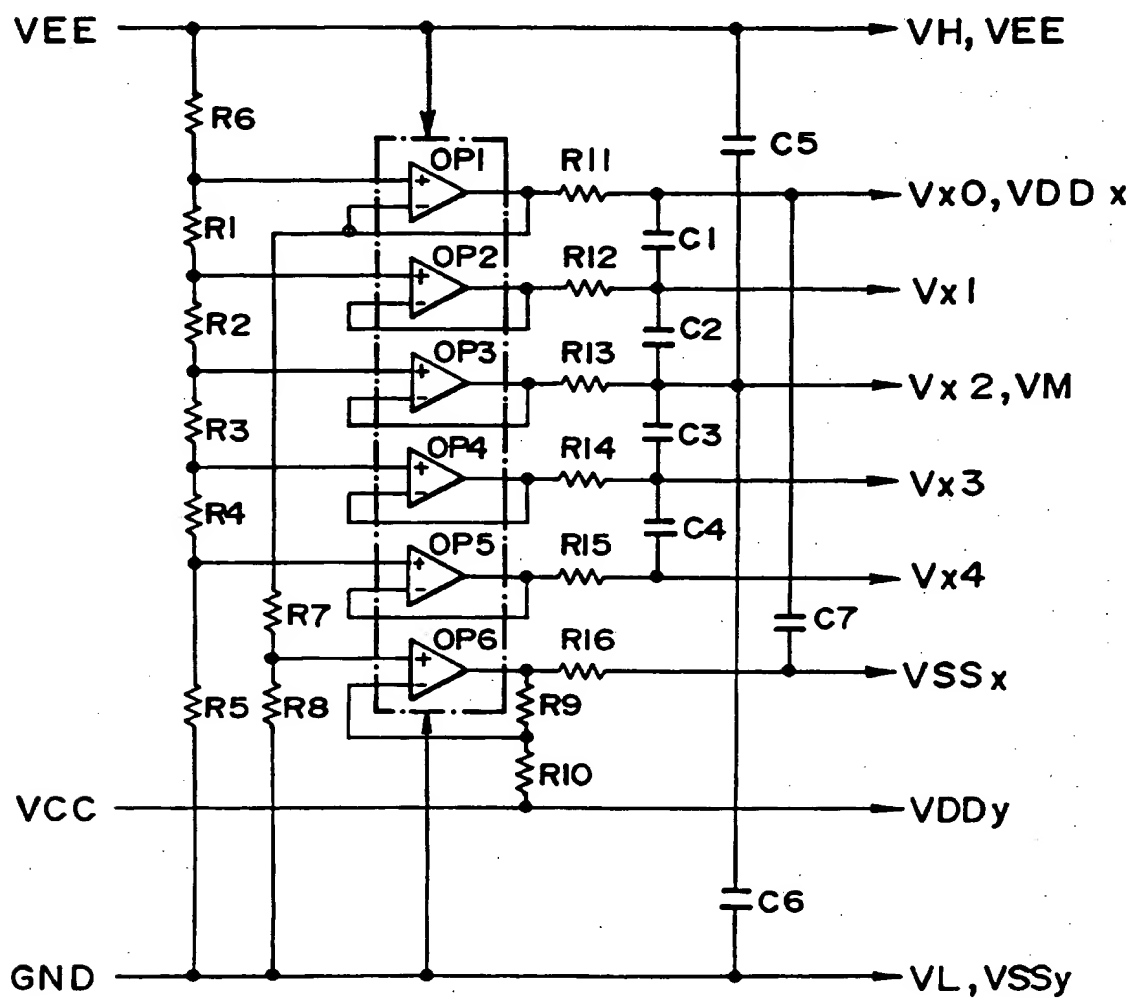 VEE
VH, VEE
R6
C5
OP1
R11
+
Vx0, VDDx
-
R1
C1
OP2
R12
+
Vx1
-
R2
C2
OP3
R13
+
Vx2, VM
-
R3
C3
OP4
R14
+
Vx3
-
R4
C4
OP5
R15
+
Vx4
-
R7
C7
OP6
R16
+
VSSx
-
R5
R8
R9
R10
VCC
VDDy
C6
GND
VL, VSSy